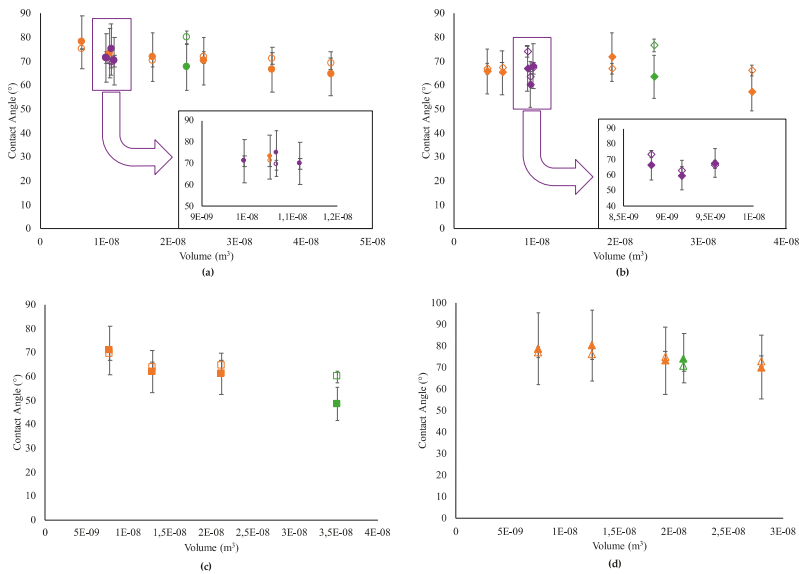 90
80
70
60
50
40
30
20
10
0
Contact Angle (°)
90
80
70
60
50
9E-09 1E-08 1,1E-08 1,2E-08
0 1E-08 2E-08 3E-08 4E-08 5E-08
Volume (m³)
(a)
90
80
70
60
50
40
30
20
10
0
Contact Angle (°)
90
80
70
60
50
40
8,5E-09 9E-09 9,5E-09 1E-08
0 1E-08 2E-08 3E-08 4E-08
Volume (m³)
(b)
90
80
70
60
50
40
30
20
10
0
Contact Angle (°)
0 5E-09 1E-08 1,5E-08 2E-08 2,5E-08 3E-08 3,5E-08 4E-08
Volume (m³)
(c)
100
90
80
70
60
50
40
30
20
10
0
Contact Angle (°)
0 5E-09 1E-08 1,5E-08 2E-08 2,5E-08 3E-08
Volume (m³)
(d)